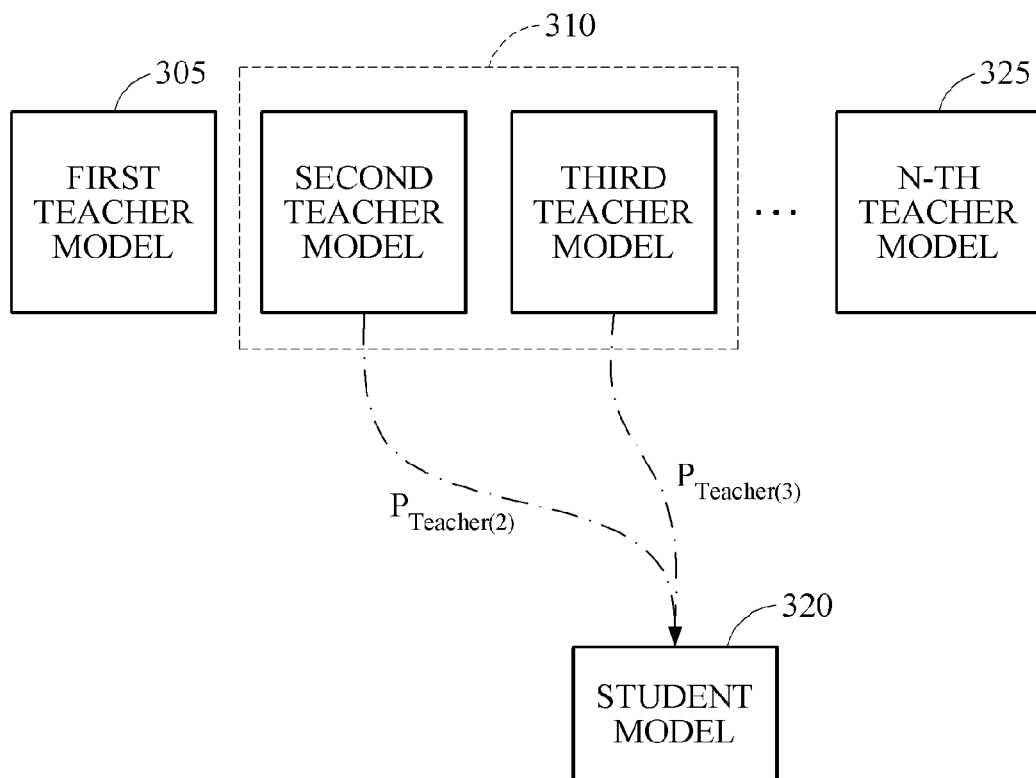 310
305
325
FIRST
TEACHER
MODEL
SECOND
TEACHER
MODEL
THIRD
TEACHER
MODEL
...
N-TH
TEACHER
MODEL
P_Teacher(2)
P_Teacher(3)
320
STUDENT
MODEL